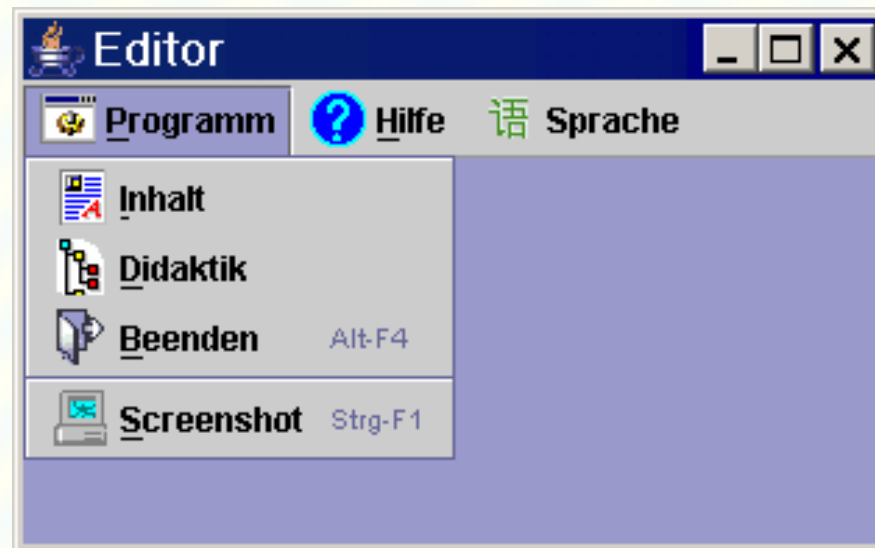 Editor
Programm Hilfe 语 Sprache
Inhalt
Didaktik
Beenden Alt-F4
Screenshot Strg-F1